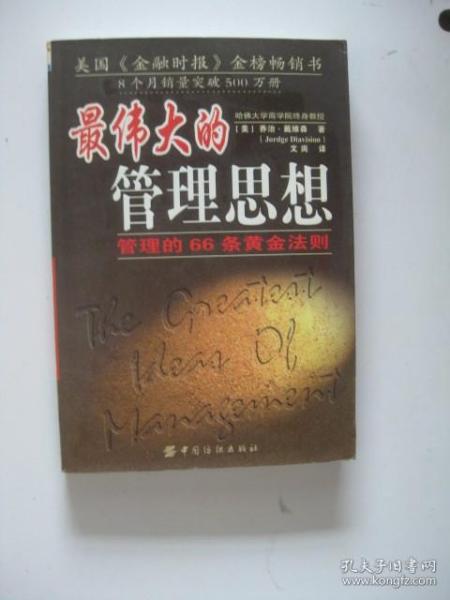 美国《金融时报》金榜畅销书
8个月销量突破500万册
最伟大的
哈佛大学商学院终身教授
［美］乔治·戴维森 著
［Jordge Diavision］
文岗 译
管理思想
管理的66条黄金法则
The Greatest
Ideas Of
Management
中国纺织出版社
孔夫子旧书网
www.kongfz.com